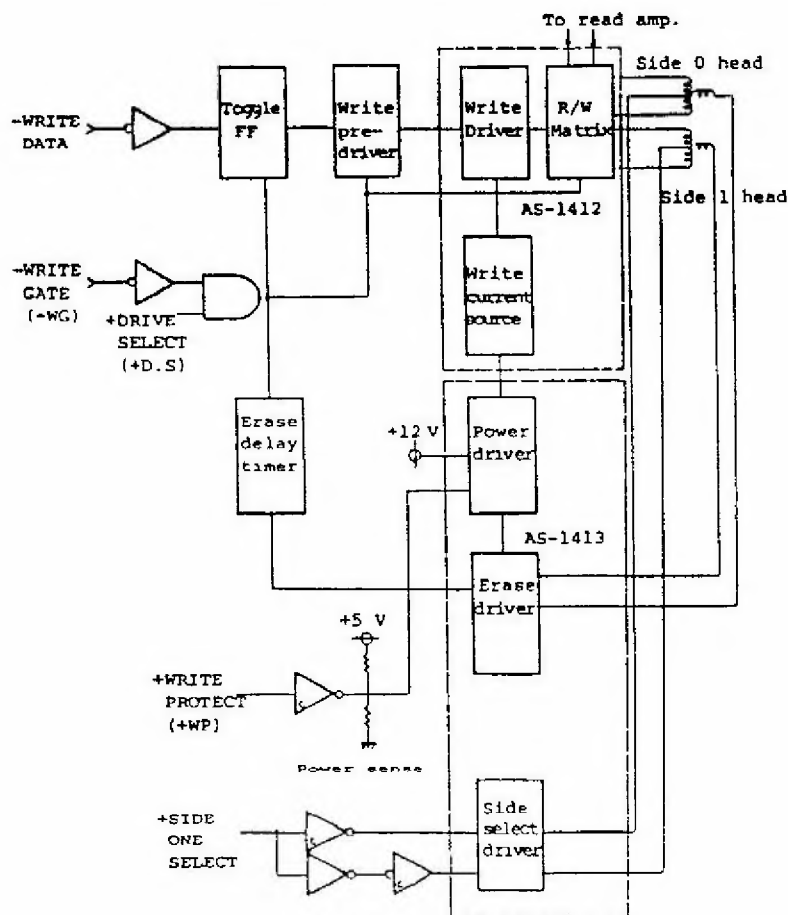 To read amp.
Side 0 head
Toggle
FF
Write
pre-
driver
Write
Driver
R/W
Matrix
-WRITE
DATA
Side 1 head
AS-1412
-WRITE
GATE
(-WG)
+DRIVE
SELECT
(+D.S)
Write
current
source
Erase
delay
timer
+12 V
Power
driver
AS-1413
Erase
driver
+5 V
+WRITE
PROTECT
(+WP)
Power sense
+SIDE
ONE
SELECT
Side
select
driver